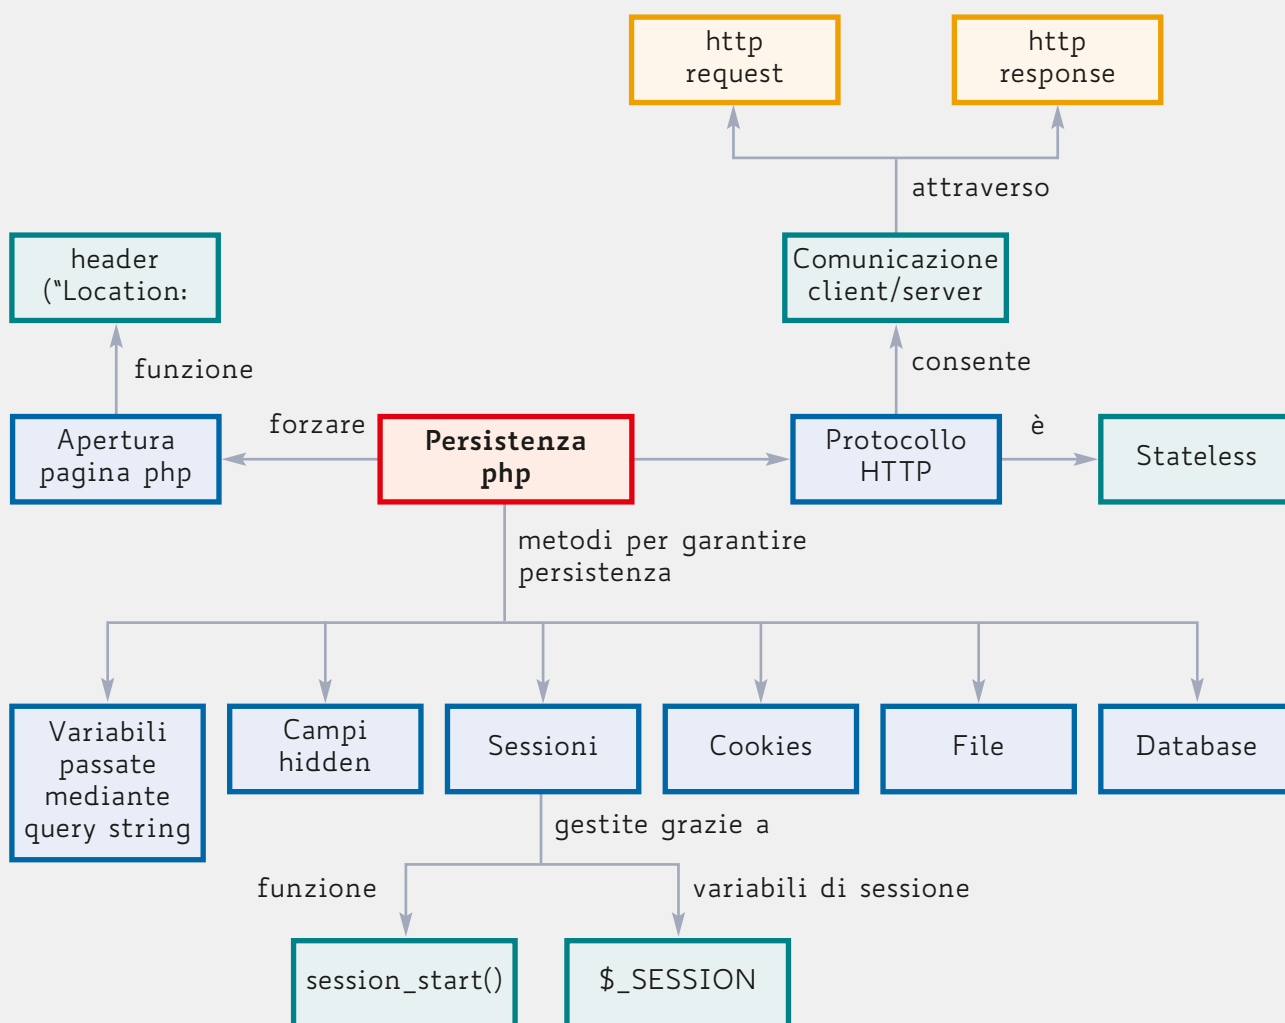 http
request
http
response
attraverso
header
("Location:
Comunicazione
client/server
funzione
consente
forzare
è
Apertura
pagina php
Persistenza
php
Protocollo
HTTP
Stateless
metodi per garantire
persistenza
Variabili
passate
mediante
query string
Campi
hidden
Sessioni
Cookies
File
Database
gestite grazie a
funzione
variabili di sessione
session_start()
$_SESSION